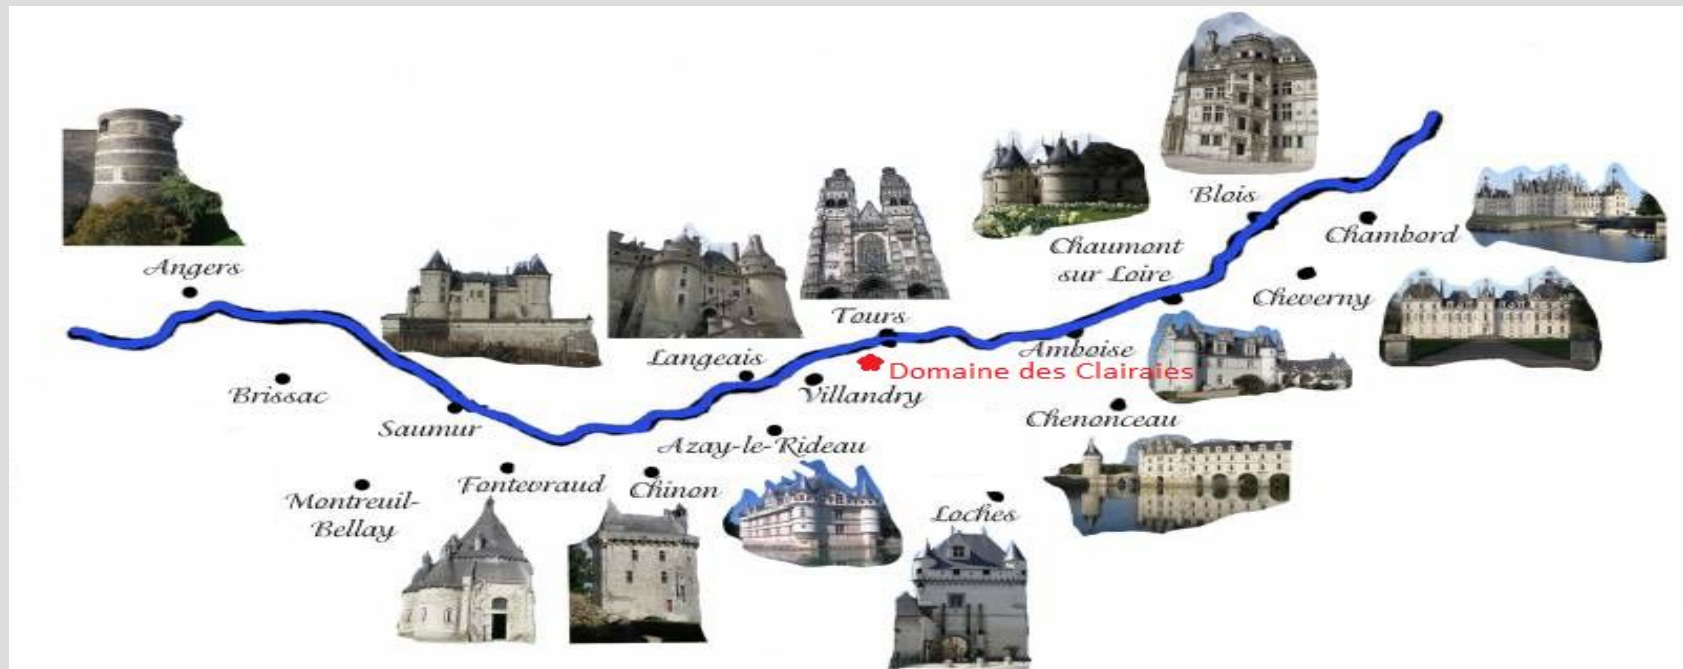 Blois
Chambord
Chaumont
sur Loire
Angers
Cheverny
Tours
Amboise
Langeais
Domaine des Clairaies
Brissac
Villandry
Chenonceau
Saumur
Azay-le-Rideau
Fontevraud
Chinon
Montreuil-
Bellay
Loches